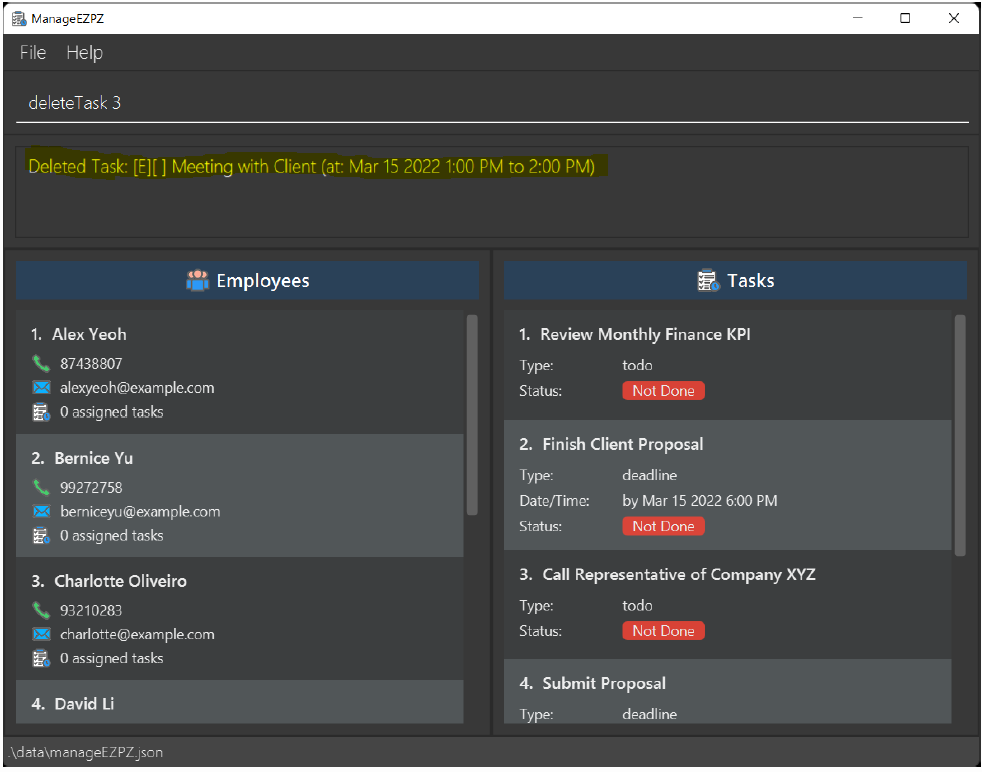 ManageEZPZ
File Help
deleteTask 3
Deleted Task: [E][ ] Meeting with Client (at: Mar 15 2022 1:00 PM to 2:00 PM)
Employees
1. Alex Yeoh
87438807
alexyeoh@example.com
0 assigned tasks
2. Bernice Yu
99272758
berniceyu@example.com
0 assigned tasks
3. Charlotte Oliveiro
93210283
charlotte@example.com
0 assigned tasks
4. David Li
Tasks
1. Review Monthly Finance KPI
Type: todo
Status: Not Done
2. Finish Client Proposal
Type: deadline
Date/Time: by Mar 15 2022 6:00 PM
Status: Not Done
3. Call Representative of Company XYZ
Type: todo
Status: Not Done
4. Submit Proposal
Type: deadline
.\data\manageEZPZ.json